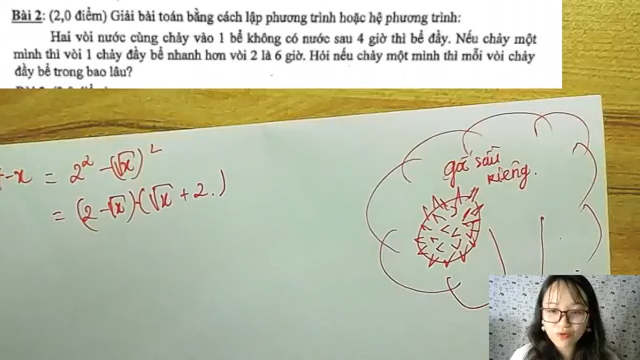 Bài 2: (2,0 điểm) Giải bài toán bằng cách lập phương trình hoặc hệ phương trình:
Hai vòi nước cùng chảy vào 1 bể không có nước sau 4 giờ thì bể đầy. Nếu chảy một
mình thì vòi 1 chảy đầy bể nhanh hơn vòi 2 là 6 giờ. Hỏi nếu chảy một mình thì mỗi vòi chảy
đầy bể trong bao lâu?
-x = 2² - (√x)²
= (2 - √x)·(√x + 2.)
gấ sầu
riêng.